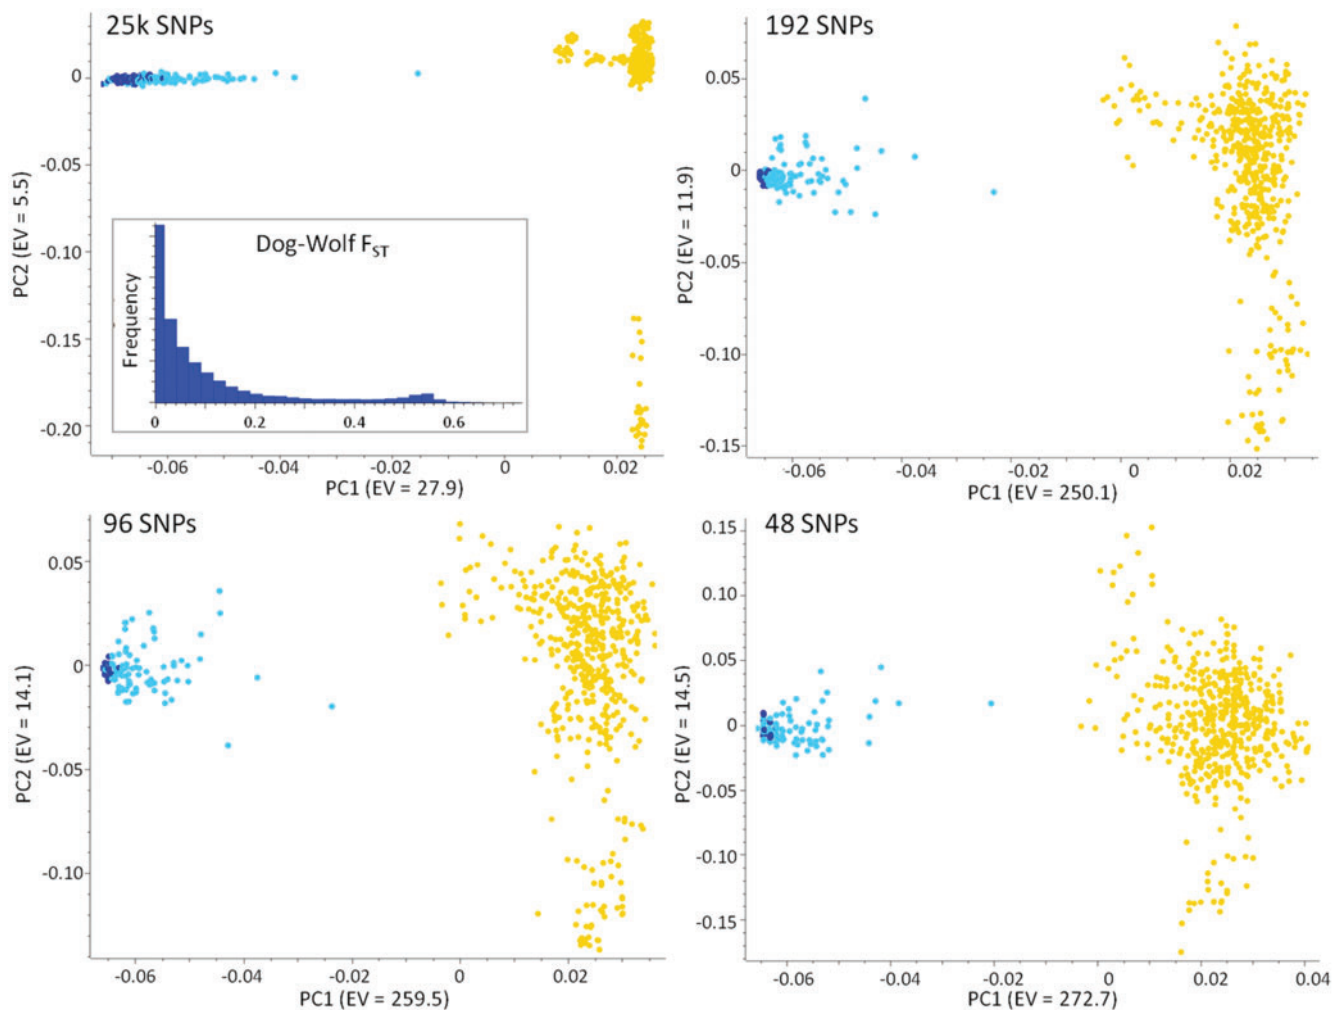 25k SNPs
0
-0.05
-0.10
-0.15
-0.20
PC2 (EV = 5.5)
Dog-Wolf FST
Frequency
0 0.2 0.4 0.6
-0.06 -0.04 -0.02 0 0.02
PC1 (EV = 27.9)
192 SNPs
0.05
0
-0.05
-0.10
-0.15
PC2 (EV = 11.9)
-0.06 -0.04 -0.02 0 0.02
PC1 (EV = 250.1)
96 SNPs
0.05
0
-0.05
-0.10
PC2 (EV = 14.1)
-0.06 -0.04 -0.02 0 0.02
PC1 (EV = 259.5)
48 SNPs
0.15
0.10
0.05
0
-0.05
-0.10
-0.15
PC2 (EV = 14.5)
-0.06 -0.04 -0.02 0 0.02 0.04
PC1 (EV = 272.7)